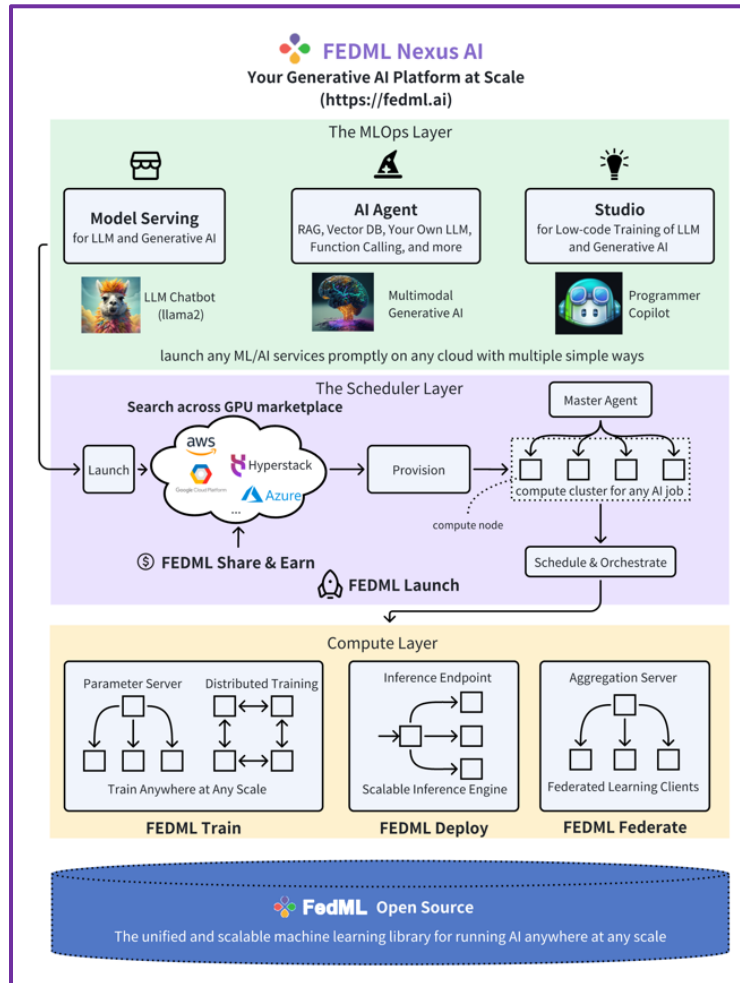 FEDML Nexus AI
Your Generative AI Platform at Scale
(https://fedml.ai)
The MLOps Layer
Model Serving
for LLM and Generative AI
AI Agent
RAG, Vector DB, Your Own LLM,
Function Calling, and more
Studio
for Low-code Training of LLM
and Generative AI
LLM Chatbot
(llama2)
Multimodal
Generative AI
Programmer
Copilot
launch any ML/AI services promptly on any cloud with multiple simple ways
The Scheduler Layer
Search across GPU marketplace
Master Agent
aws
Hyperstack
Google Cloud Platform
Azure
...
Launch
Provision
compute cluster for any AI job
compute node
$ FEDML Share & Earn
FEDML Launch
Schedule & Orchestrate
Compute Layer
Parameter Server
Distributed Training
Train Anywhere at Any Scale
FEDML Train
Inference Endpoint
Scalable Inference Engine
FEDML Deploy
Aggregation Server
Federated Learning Clients
FEDML Federate
FedML Open Source
The unified and scalable machine learning library for running AI anywhere at any scale